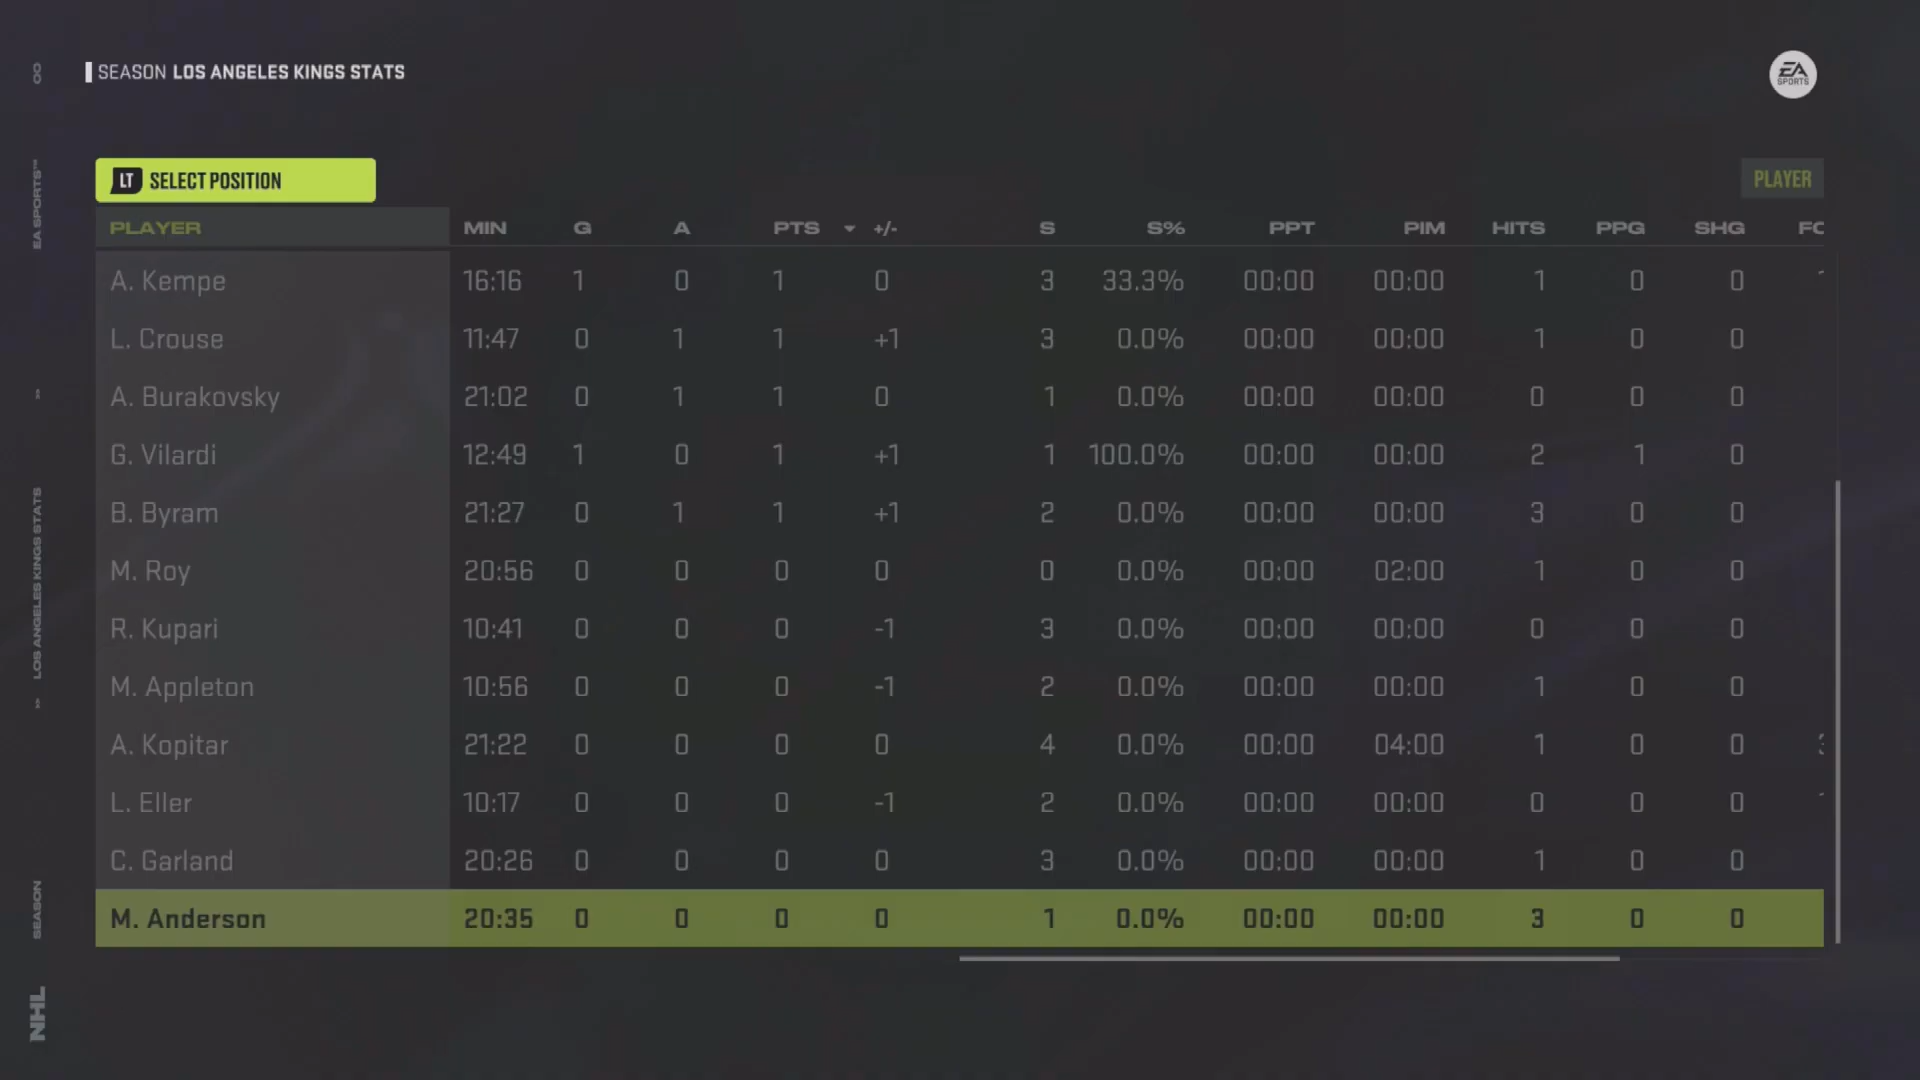 SEASON LOS ANGELES KINGS STATS
EA SPORTS
LT SELECT POSITION
PLAYER
PLAYER MIN G A PTS +/- S S% PPT PIM HITS PPG SHG
A. Kempe 16:16 1 0 1 0 3 33.3% 00:00 00:00 1 0 0
L. Crouse 11:47 0 1 1 +1 3 0.0% 00:00 00:00 1 0 0
A. Burakovsky 21:02 0 1 1 0 1 0.0% 00:00 00:00 0 0 0
G. Vilardi 12:49 1 0 1 +1 1 100.0% 00:00 00:00 2 1 0
B. Byram 21:27 0 1 1 +1 2 0.0% 00:00 00:00 3 0 0
M. Roy 20:56 0 0 0 0 0 0.0% 00:00 02:00 1 0 0
R. Kupari 10:41 0 0 0 -1 3 0.0% 00:00 00:00 0 0 0
M. Appleton 10:56 0 0 0 -1 2 0.0% 00:00 00:00 1 0 0
A. Kopitar 21:22 0 0 0 0 4 0.0% 00:00 04:00 1 0 0
L. Eller 10:17 0 0 0 -1 2 0.0% 00:00 00:00 0 0 0
C. Garland 20:26 0 0 0 0 3 0.0% 00:00 00:00 1 0 0
M. Anderson 20:35 0 0 0 0 1 0.0% 00:00 00:00 3 0 0
NHL
SEASON
LOS ANGELES KINGS STATS
EA SPORTS™